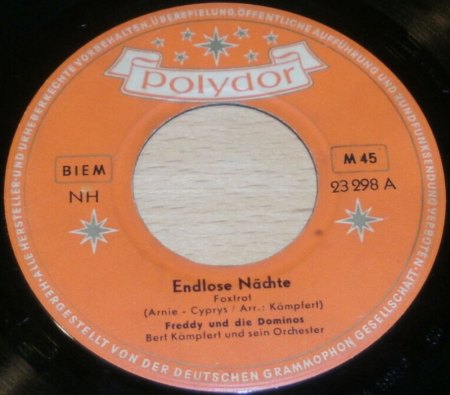 ALLE HERSTELLER- UND URHEBERRECHTE VORBEHALTEN, ÜBERSPIELUNG, ÖFFENTLICHE AUFFÜHRUNG UND RUNDFUNKSENDUNG VERBOTEN
Polydor
BIEM
NH
M 45
23 298 A
Endlose Nächte
Foxtrot
(Arnie - Cyprys / Arr.: Kämpfert)
Freddy und die Dominos
Bert Kämpfert und sein Orchester
HERGESTELLT VON DER DEUTSCHEN GRAMMOPHON GESELLSCHAFT